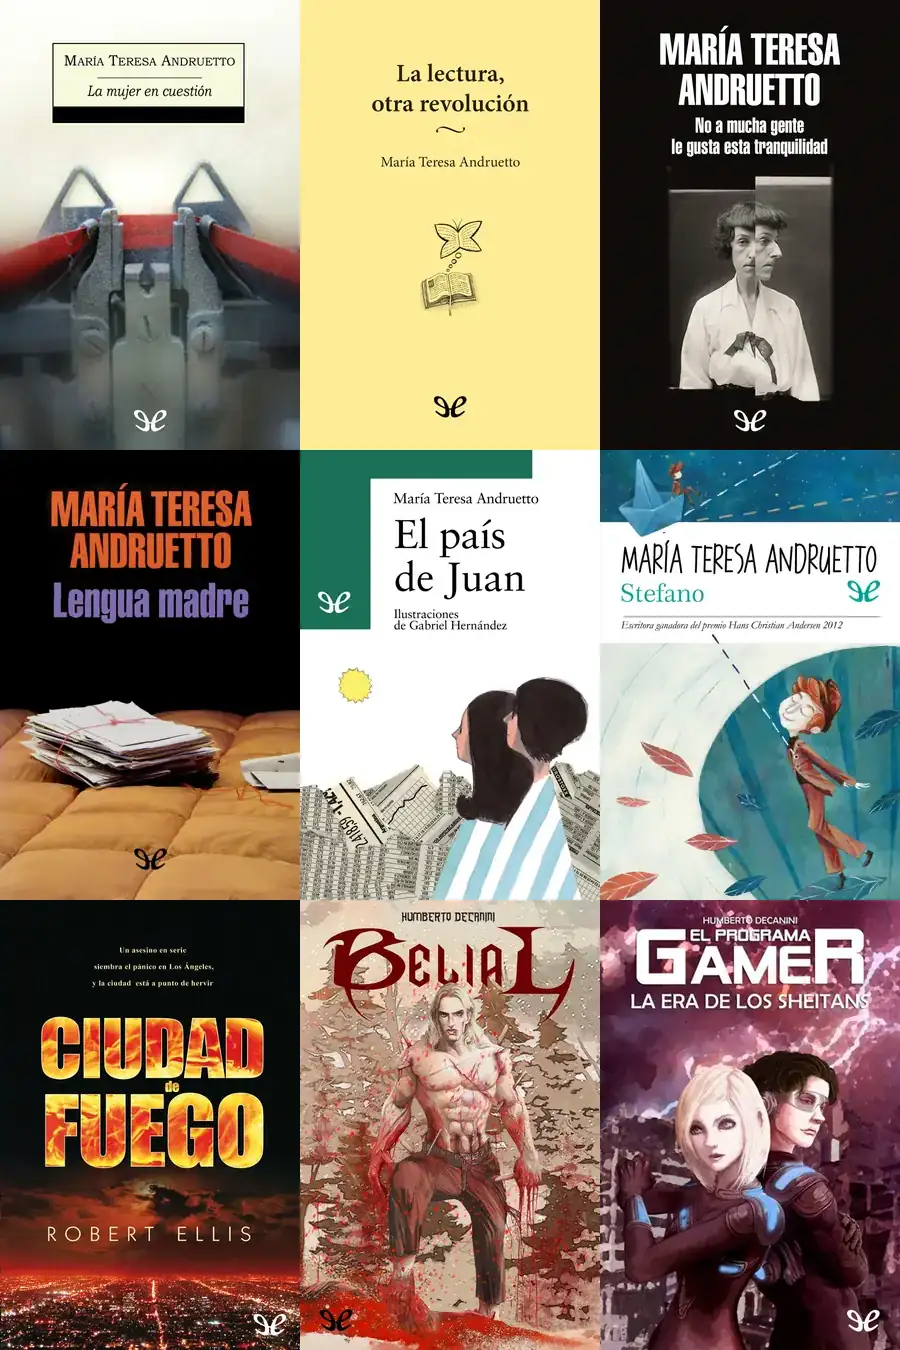 María Teresa Andruetto
La mujer en cuestión
La lectura,
otra revolución
María Teresa Andruetto
MARÍA TERESA
ANDRUETTO
No a mucha gente
le gusta esta tranquilidad
MARÍA TERESA
ANDRUETTO
Lengua madre
María Teresa Andruetto
El país
de Juan
Ilustraciones
de Gabriel Hernández
MARÍA TERESA ANDRUETTO
Stefano
Escritora ganadora del premio Hans Christian Andersen 2012
Un asesino en serie
siembra el pánico en Los Ángeles,
y la ciudad está a punto de hervir
CIUDAD
de
FUEGO
ROBERT ELLIS
HUMBERTO DECANINI
BELIAL
HUMBERTO DECANINI
EL PROGRAMA
GAMER
LA ERA DE LOS SHEITANS